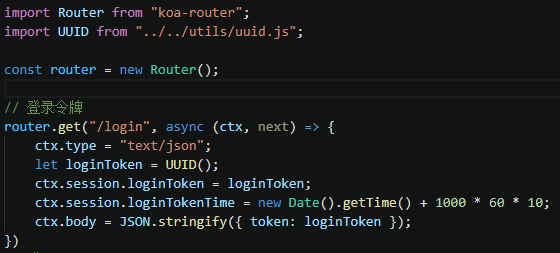 import Router from "koa-router";
import UUID from "../../utils/uuid.js";
const router = new Router();
// 登录令牌
router.get("/login", async (ctx, next) => {
    ctx.type = "text/json";
    let loginToken = UUID();
    ctx.session.loginToken = loginToken;
    ctx.session.loginTokenTime = new Date().getTime() + 1000 * 60 * 10;
    ctx.body = JSON.stringify({ token: loginToken });
})